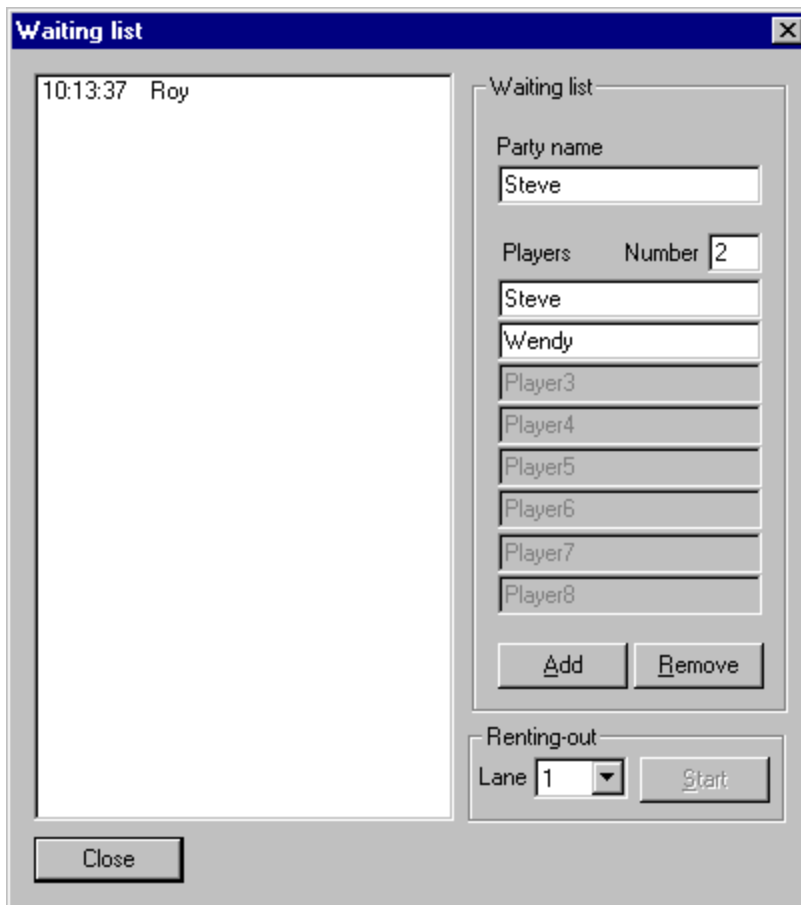 Waiting list
10:13:37 Roy
Waiting list
Party name
Steve
Players Number 2
Steve
Wendy
Player3
Player4
Player5
Player6
Player7
Player8
Add Remove
Renting-out
Lane 1 Start
Close